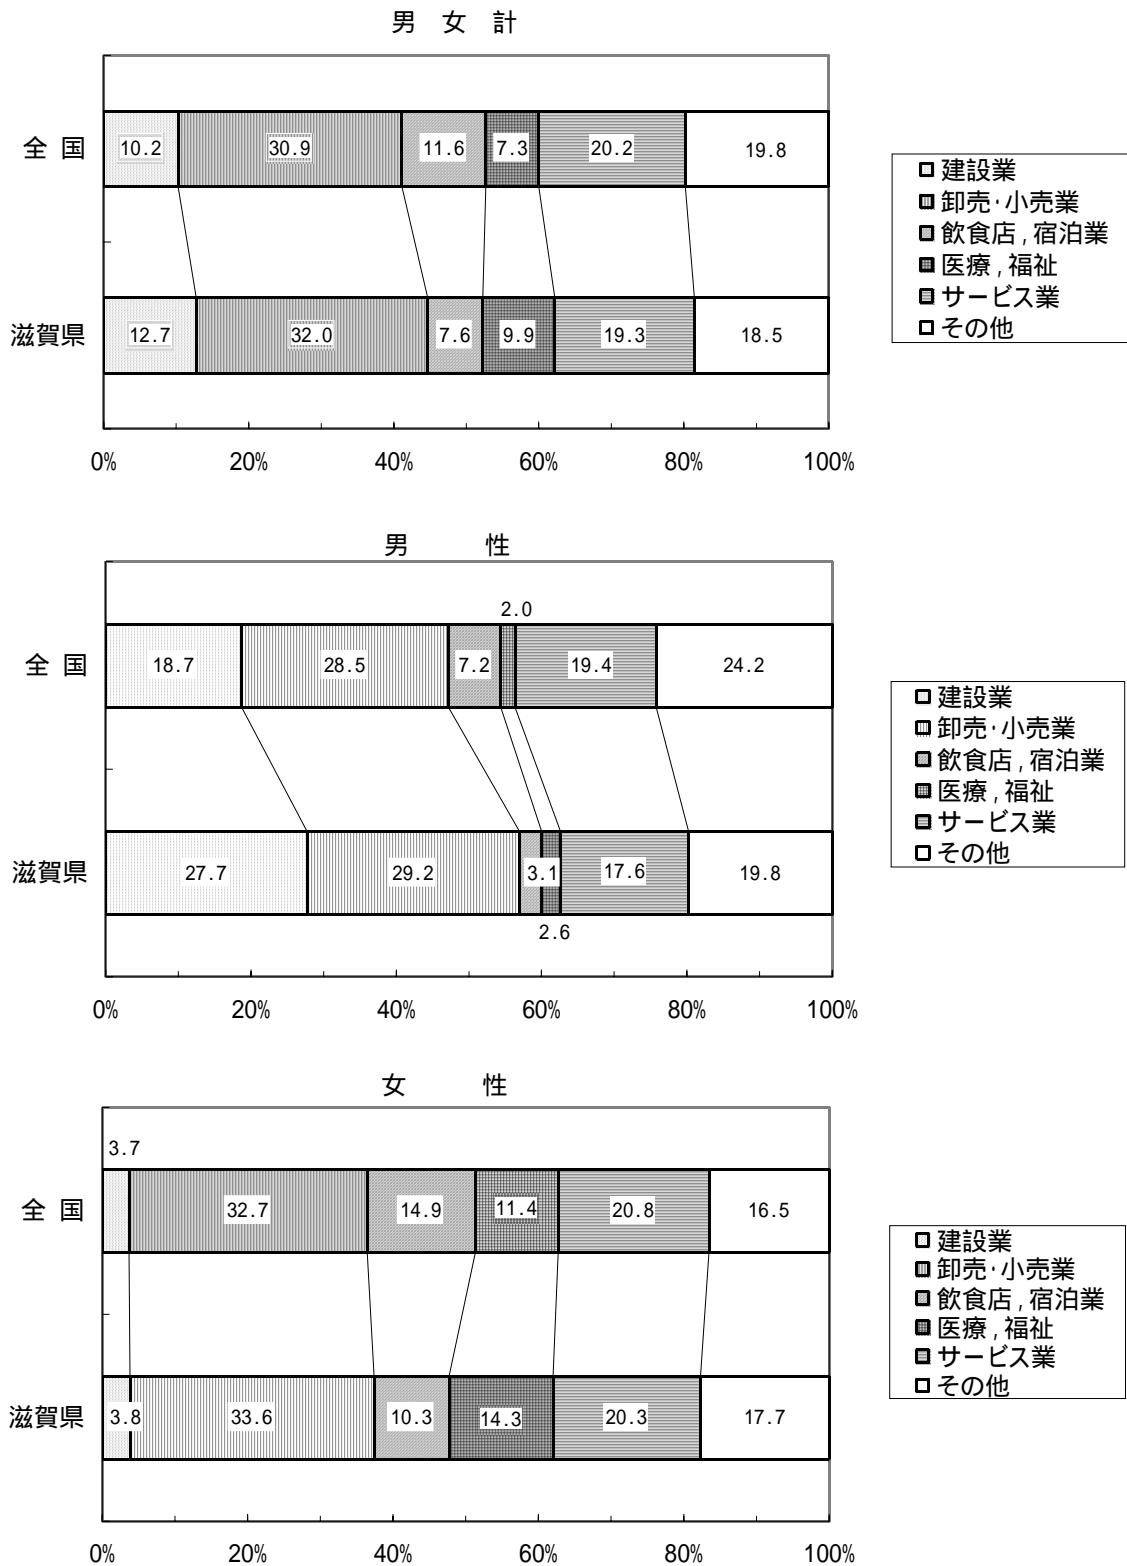 男 女 計
全 国
10.2 30.9 11.6 7.3 20.2 19.8
滋賀県
12.7 32.0 7.6 9.9 19.3 18.5
0% 20% 40% 60% 80% 100%
建設業
卸売･小売業
飲食店,宿泊業
医療,福祉
サービス業
その他
男 性
2.0
全 国
18.7 28.5 7.2 19.4 24.2
滋賀県
27.7 29.2 3.1 17.6 19.8
2.6
0% 20% 40% 60% 80% 100%
建設業
卸売･小売業
飲食店,宿泊業
医療,福祉
サービス業
その他
女 性
3.7
全 国
32.7 14.9 11.4 20.8 16.5
滋賀県
3.8 33.6 10.3 14.3 20.3 17.7
0% 20% 40% 60% 80% 100%
建設業
卸売･小売業
飲食店,宿泊業
医療,福祉
サービス業
その他